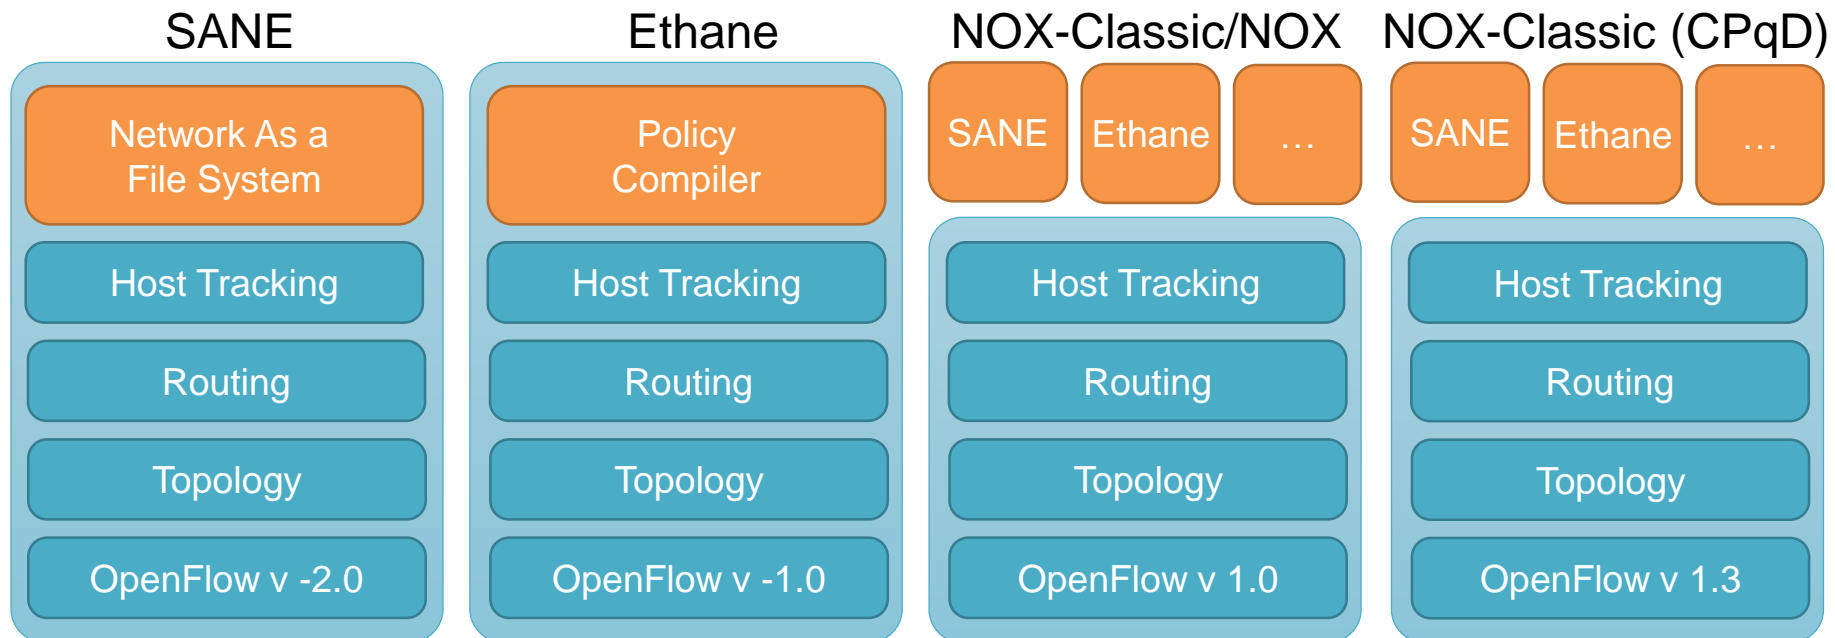 SANE
Network As a
File System
Host Tracking
Routing
Topology
OpenFlow v -2.0
Ethane
Policy
Compiler
Host Tracking
Routing
Topology
OpenFlow v -1.0
NOX-Classic/NOX
SANE
Ethane
…
Host Tracking
Routing
Topology
OpenFlow v 1.0
NOX-Classic (CPqD)
SANE
Ethane
…
Host Tracking
Routing
Topology
OpenFlow v 1.3